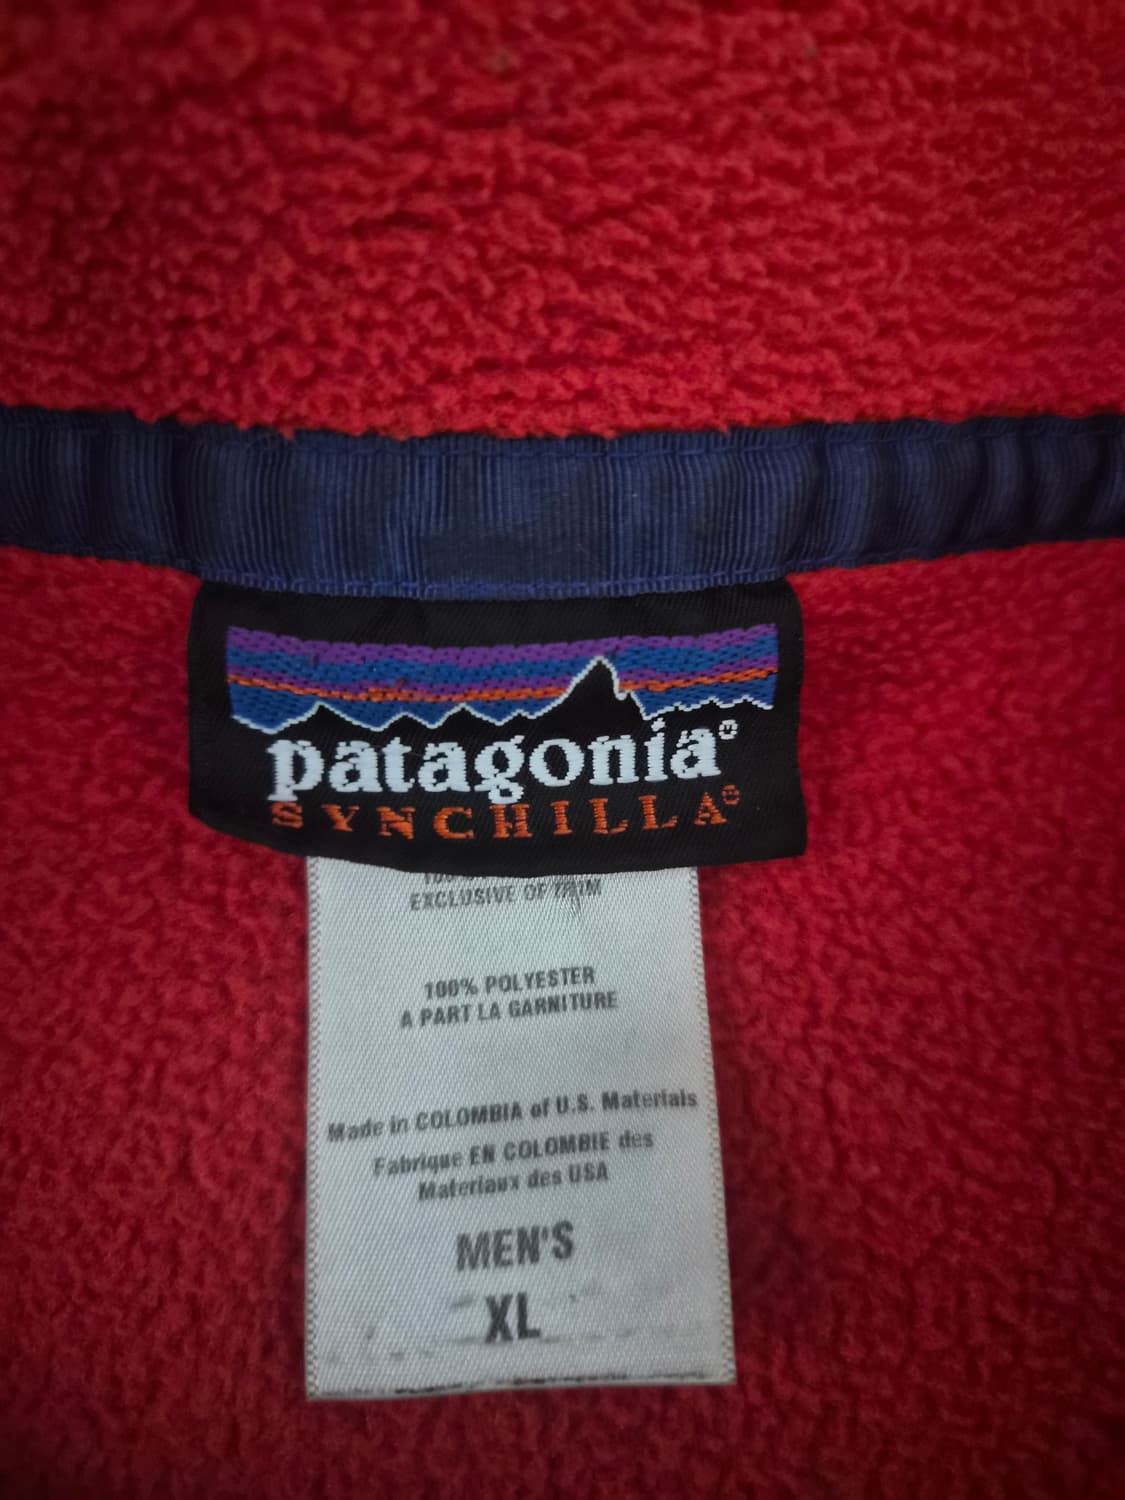 patagonia®
SYNCHILLA®
EXCLUSIVE OF TRIM
100% POLYESTER
A PART LA GARNITURE
Made in COLOMBIA of U.S. Materials
Fabrique EN COLOMBIE des
Materiaux des USA
MEN'S
XL